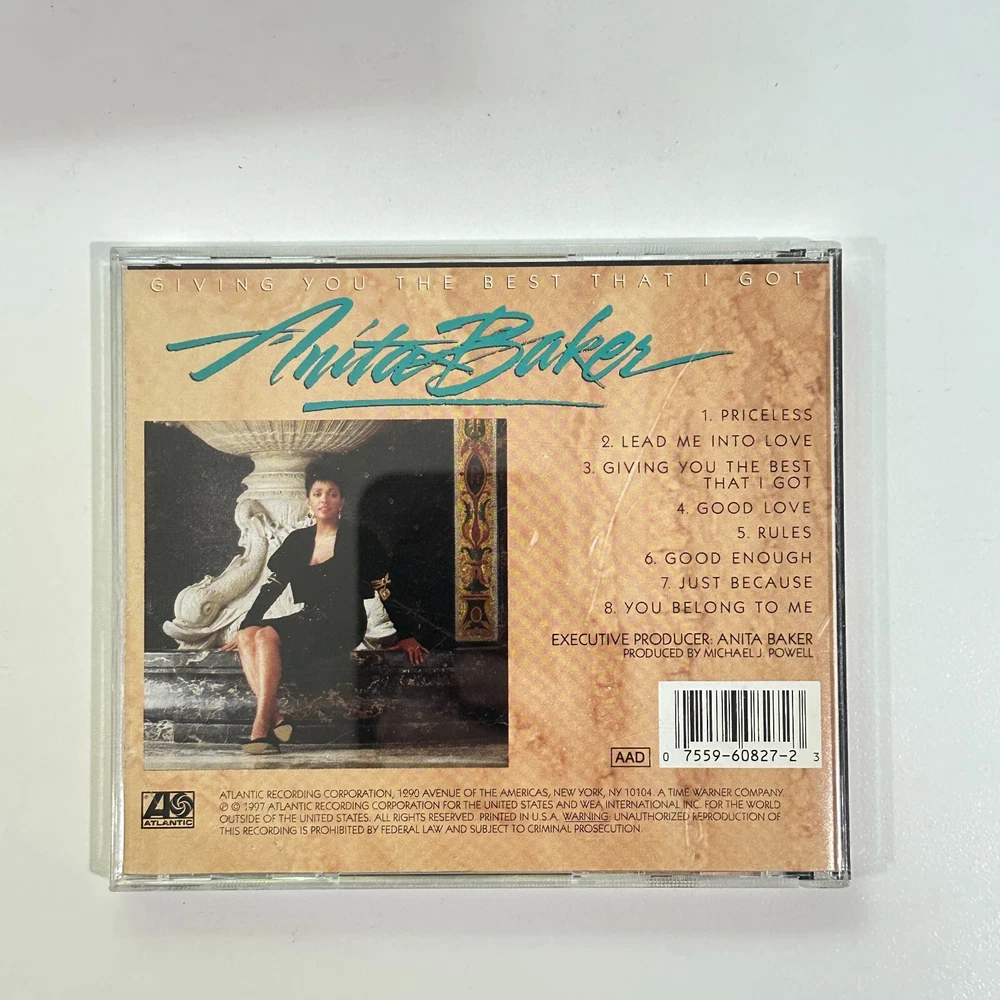 GIVING YOU THE BEST THAT I GOT
Anita Baker
1. PRICELESS
2. LEAD ME INTO LOVE
3. GIVING YOU THE BEST
THAT I GOT
4. GOOD LOVE
5. RULES
6. GOOD ENOUGH
7. JUST BECAUSE
8. YOU BELONG TO ME
EXECUTIVE PRODUCER: ANITA BAKER
PRODUCED BY MICHAEL J. POWELL
AAD
0 7559-60827-2 3
ATLANTIC
ATLANTIC RECORDING CORPORATION, 1290 AVENUE OF THE AMERICAS, NEW YORK, NY 10104. A TIME WARNER COMPANY.
℗ © 1997 ATLANTIC RECORDING CORPORATION FOR THE UNITED STATES AND WEA INTERNATIONAL INC. FOR THE WORLD
OUTSIDE OF THE UNITED STATES. ALL RIGHTS RESERVED. PRINTED IN U.S.A. WARNING: UNAUTHORIZED REPRODUCTION OF
THIS RECORDING IS PROHIBITED BY FEDERAL LAW AND SUBJECT TO CRIMINAL PROSECUTION.